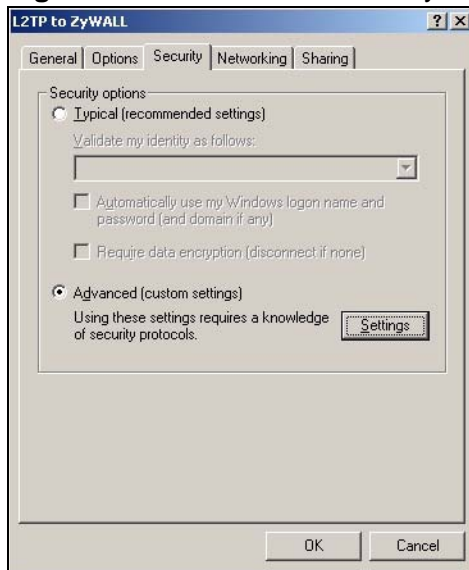 L2TP to ZyWALL
General Options Security Networking Sharing
Security options
Typical (recommended settings)
Validate my identity as follows:
Automatically use my Windows logon name and
password (and domain if any)
Require data encryption (disconnect if none)
Advanced (custom settings)
Using these settings requires a knowledge
of security protocols.
Settings
OK Cancel